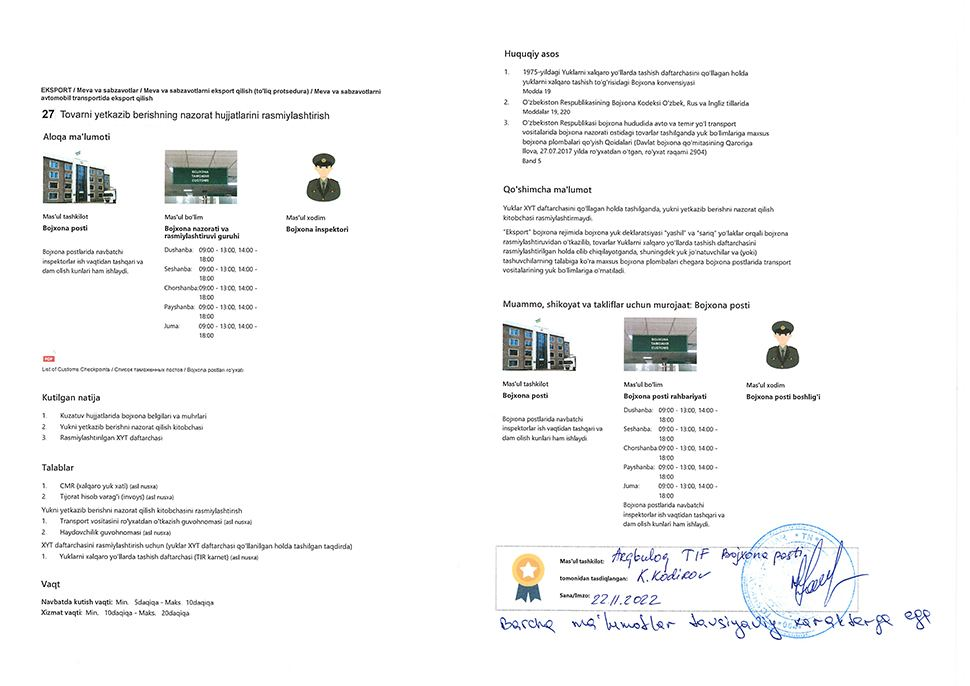 EKSPORT / Meva va sabzavotlar / Meva va sabzavotlarni eksport qilish (to'liq protsedura) / Meva va sabzavotlarni
avtomobil transportida eksport qilish
27 Tovarni yetkazib berishning nazorat hujjatlarini rasmiylashtirish
Aloqa ma'lumoti
BOJXONA
ТАМОЖНЯ
CUSTOMS
Mas'ul tashkilot
Bojxona posti
Bojxona postlarida navbatchi
inspektorlar ish vaqtidan tashqari va
dam olish kunlari ham ishlaydi.
Mas'ul bo'lim
Bojxona nazorati va
rasmiylashtiruvi guruhi
Dushanba: 09:00 - 13:00, 14:00 -
18:00
Seshanba: 09:00 - 13:00, 14:00 -
18:00
Chorshanba: 09:00 - 13:00, 14:00 -
18:00
Payshanba: 09:00 - 13:00, 14:00 -
18:00
Juma: 09:00 - 13:00, 14:00 -
18:00
Mas'ul xodim
Bojxona inspektori
PDF
List of Customs Checkpoints / Список таможенных постов / Bojxona postlari ro'yxati
Kutilgan natija
1. Kuzatuv hujjatlarida bojxona belgilari va muhrlari
2. Yukni yetkazib berishni nazorat qilish kitobchasi
3. Rasmiylashtirilgan XYT daftarchasi
Talablar
1. CMR (xalqaro yuk xati) (asl nusxa)
2 Tijorat hisob varag'i (invoys) (asl nusxa)
Yukni yetkazib berishni nazorat qilish kitobchasini rasmiylashtirish
1. Transport vositasini ro'yxatdan o'tkazish guvohnomasi (asl nusxa)
2 Haydovchilik guvohnomasi (asl nusxa)
XYT daftarchasini rasmiylashtirish uchun (yuklar XYT daftarchasi qo'llanilgan holda tashilgan taqdirda)
1. Yuklarni xalqaro yo'llarda tashish daftarchasi (TIR karnet) (asl nusxa)
Vaqt
Navbatda kutish vaqti: Min. 5daqiqa - Maks 10daqiqa
Xizmat vaqti: Min. 10daqiqa - Maks. 20daqiqa
Huquqiy asos
1. 1975-yildagi Yuklarni xalqaro yo'llarda tashish daftarchasini qo'llagan holda
yuklarni xalqaro tashish to'g'risidagi Bojxona konvensiyasi
Modda 19
2. O'zbekiston Respublikasining Bojxona Kodeksi O'zbek, Rus va Ingliz tillarida
Moddalar 19, 220
3. O'zbekiston Respublikasi bojxona hududida avto va temir yo'l transport
vositalarida bojxona nazorati ostidagi tovarlar tashilganda yuk bo'limlariga maxsus
bojxona plombalari qo'yish Qoidalari (Davlat bojxona qo'mitasining Qaroriga
Ilova, 27.07.2017 yilda ro'yxatdan o'tgan, ro'yxat raqami 2904)
Band 5
Qo'shimcha ma'lumot
Yuklar XYT daftarchasini qo'llagan holda tashilganda, yukni yetkazib berishni nazorat qilish
kitobchasi rasmiylashtirmaydi.
"Eksport" bojxona rejimida bojxona yuk deklaratsiyasi "yashil" va "sariq" yo'laklar orqali bojxona
rasmiylashtiruvidan o'tkazilib, tovarlar Yuklarni xalqaro yo'llarda tashish daftarchasini
rasmiylashtirilgan holda olib chiqilayotganda, shuningdek yuk jo'natuvchilar va (yoki)
tashuvchilarning talabiga ko'ra maxsus bojxona plombalari chegara bojxona postlarida transport
vositalarining yuk bo'limlariga o'rnatiladi.
Muammo, shikoyat va takliflar uchun murojaat: Bojxona posti
BOJXONA
ТАМОЖНЯ
CUSTOMS
Mas'ul tashkilot
Bojxona posti
Bojxona postlarida navbatchi
inspektorlar ish vaqtidan tashqari va
dam olish kunlari ham ishlaydi.
Mas'ul bo'lim
Bojxona posti rahbariyati
Dushanba: 09:00 - 13:00, 14:00 -
18:00
Seshanba: 09:00 - 13:00, 14:00 -
18:00
Chorshanba: 09:00 - 13:00, 14:00 -
18:00
Payshanba: 09:00 - 13:00, 14:00 -
18:00
Juma: 09:00 - 13:00, 14:00 -
18:00
Bojxona postlarida navbatchi
inspektorlar ish vaqtidan tashqari va
dam olish kunlari ham ishlaydi.
Mas'ul xodim
Bojxona posti boshlig'i
Mas'ul tashkilot: Arqbuloq TIF Bojxona posti
tomonidan tasdiqlangan: K.Kodirov
Sana/Imzo: 22.11.2022
Barcha ma'lumotlar tavsiyaviy xarakterga ega